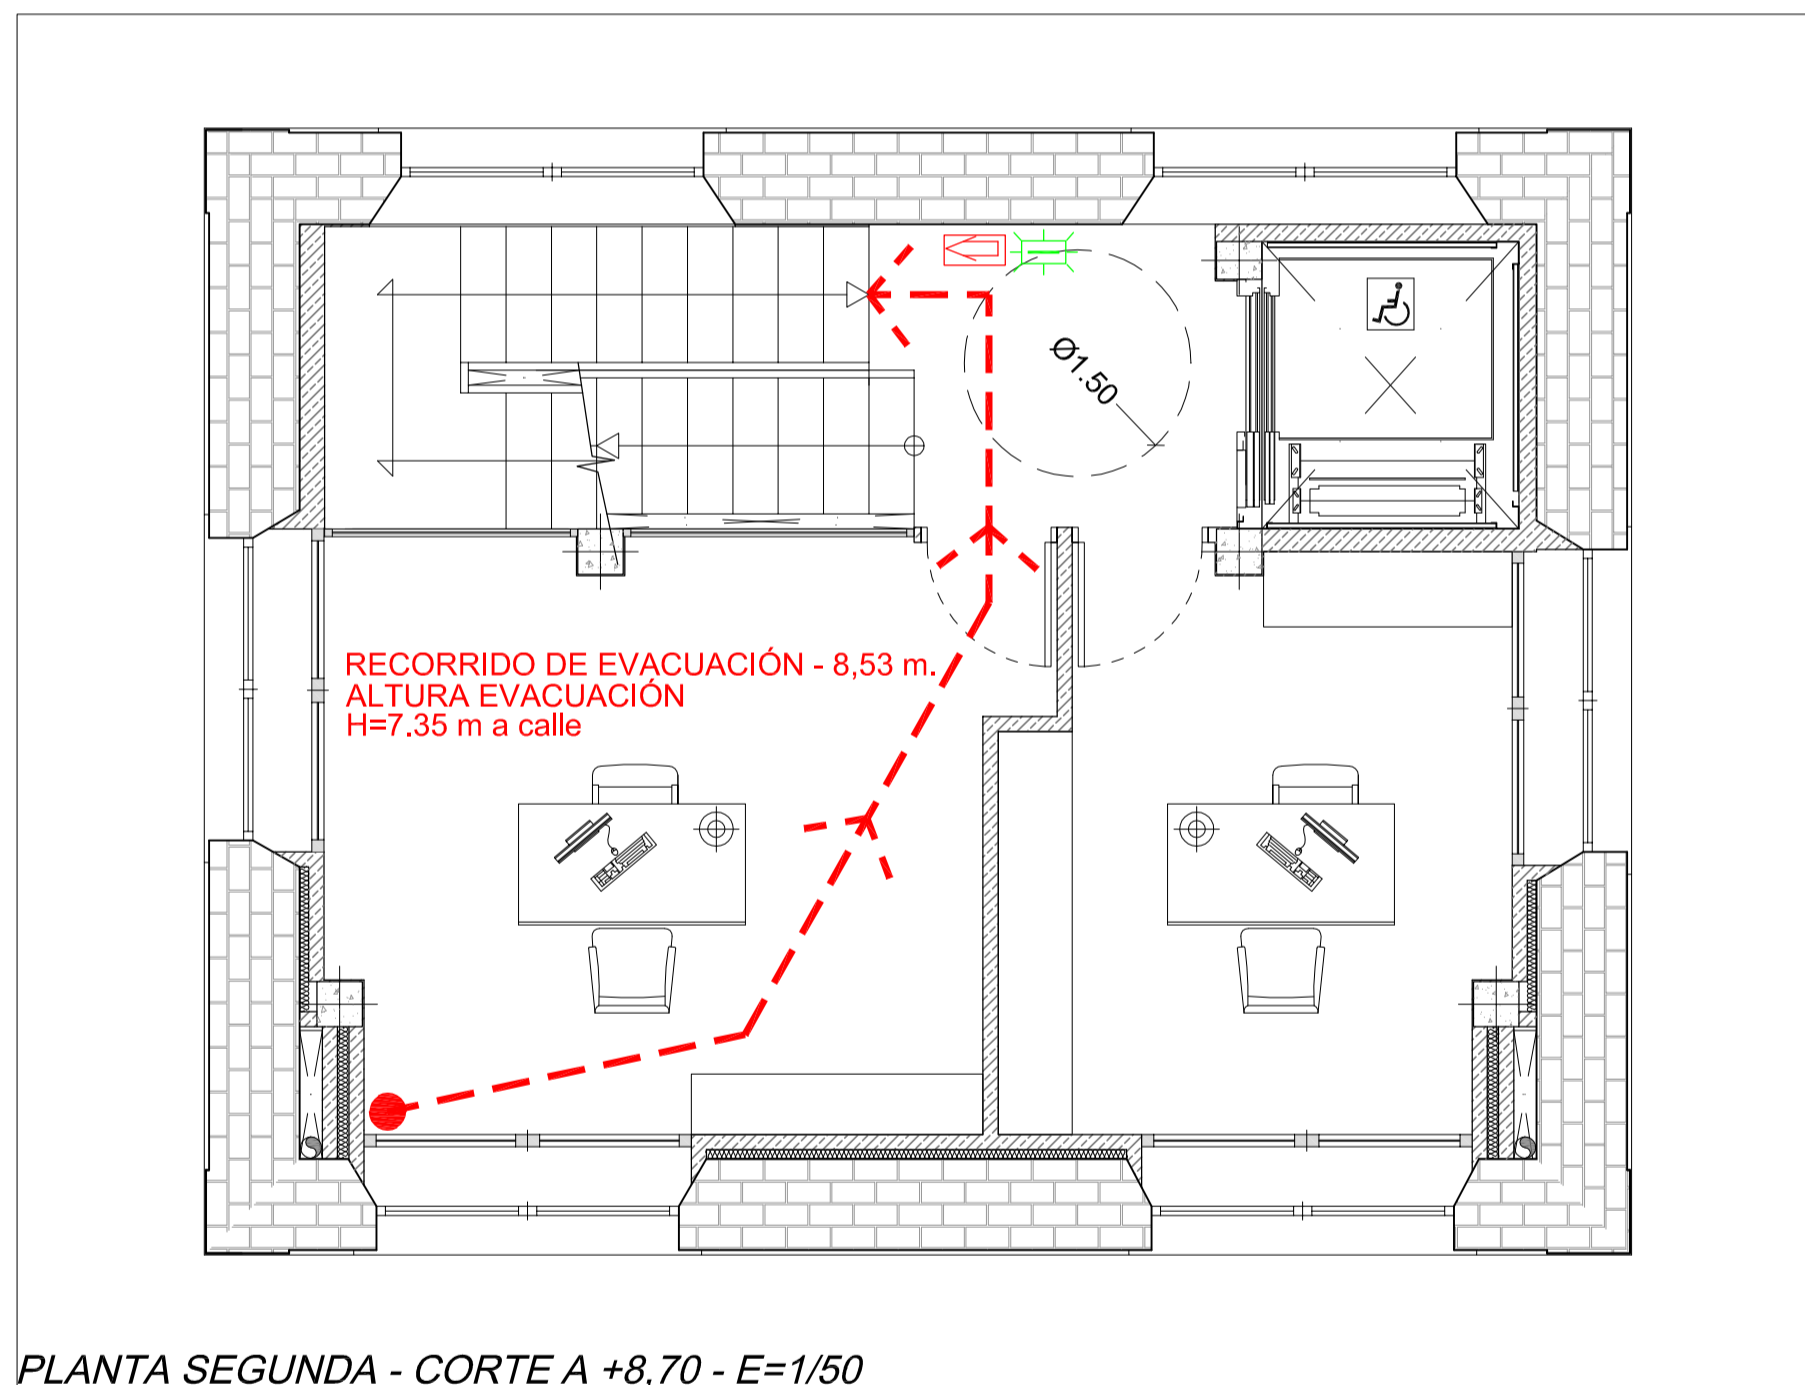 Ø1.50
RECORRIDO DE EVACUACIÓN - 8,53 m.
ALTURA EVACUACIÓN
H=7.35 m a calle
PLANTA SEGUNDA - CORTE A +8,70 - E=1/50